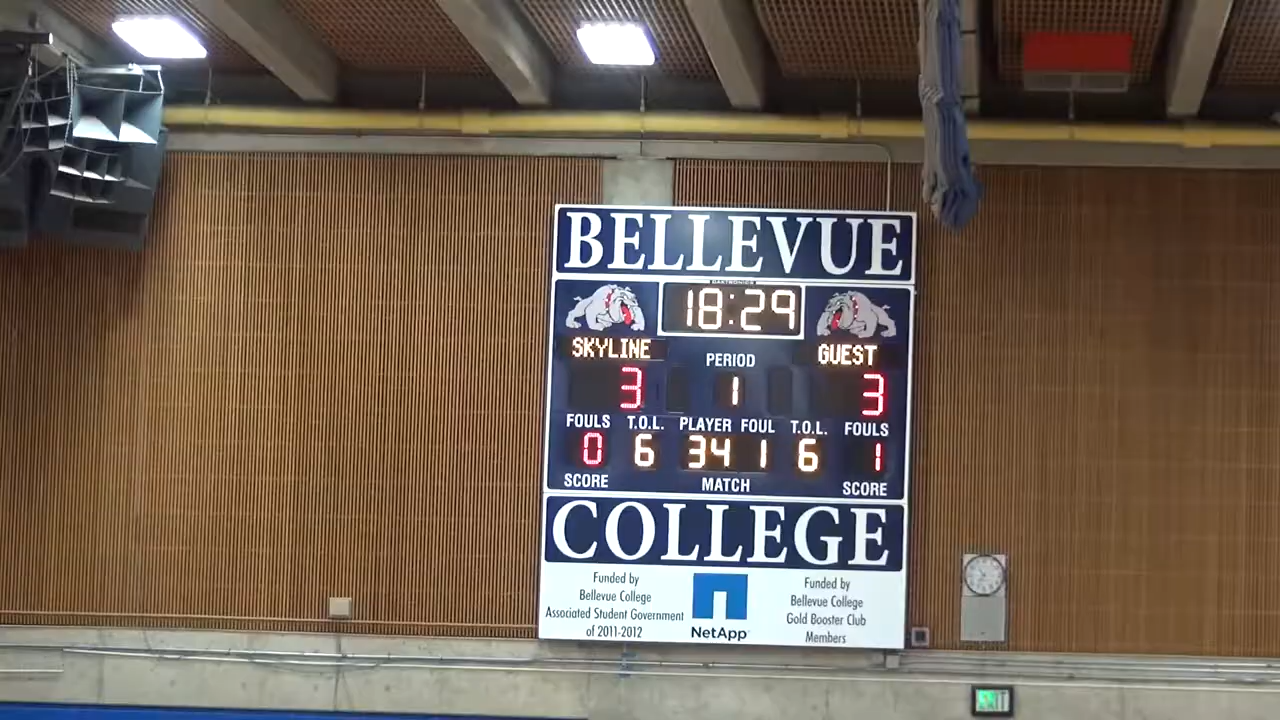 BELLEVUE
18:29
SKYLINE
GUEST
PERIOD
3
1
3
FOULS T.O.L. PLAYER FOUL T.O.L. FOULS
0 6 34 1 6 1
SCORE MATCH SCORE
COLLEGE
Funded by
Bellevue College
Associated Student Government
of 2011-2012
NetApp
Funded by
Bellevue College
Gold Booster Club
Members
EXIT